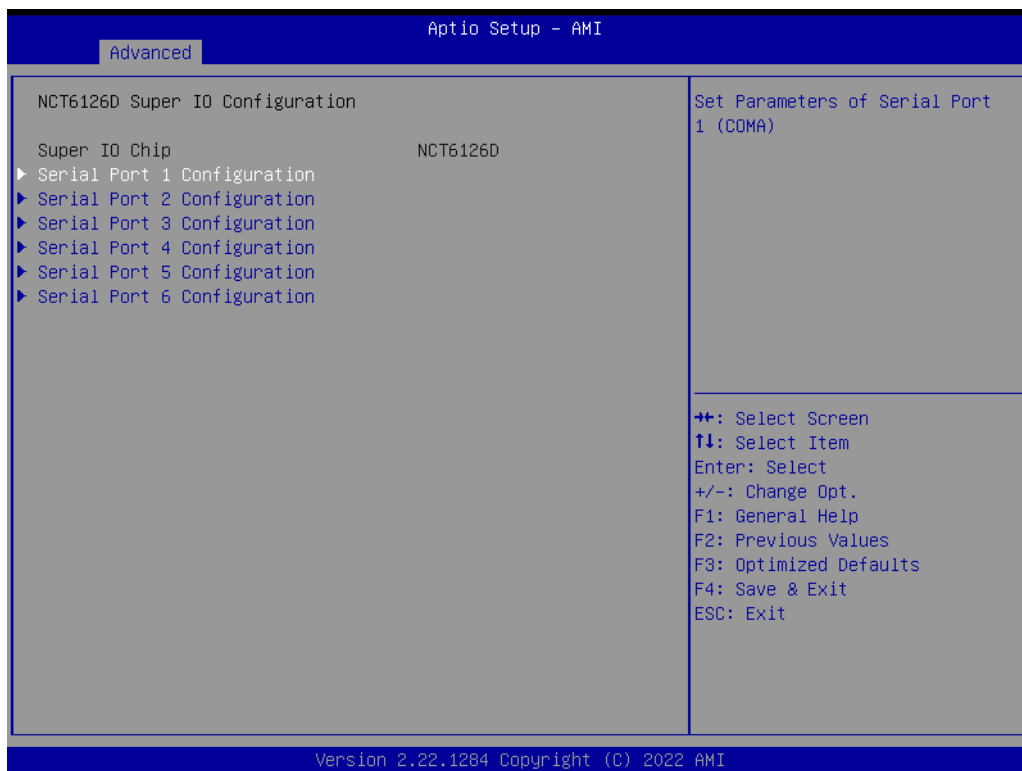 Aptio Setup – AMI
Advanced
NCT6126D Super IO Configuration
Super IO Chip NCT6126D
▶ Serial Port 1 Configuration
▶ Serial Port 2 Configuration
▶ Serial Port 3 Configuration
▶ Serial Port 4 Configuration
▶ Serial Port 5 Configuration
▶ Serial Port 6 Configuration
Set Parameters of Serial Port
1 (COMA)
→←: Select Screen
↑↓: Select Item
Enter: Select
+/-: Change Opt.
F1: General Help
F2: Previous Values
F3: Optimized Defaults
F4: Save & Exit
ESC: Exit
Version 2.22.1284 Copyright (C) 2022 AMI